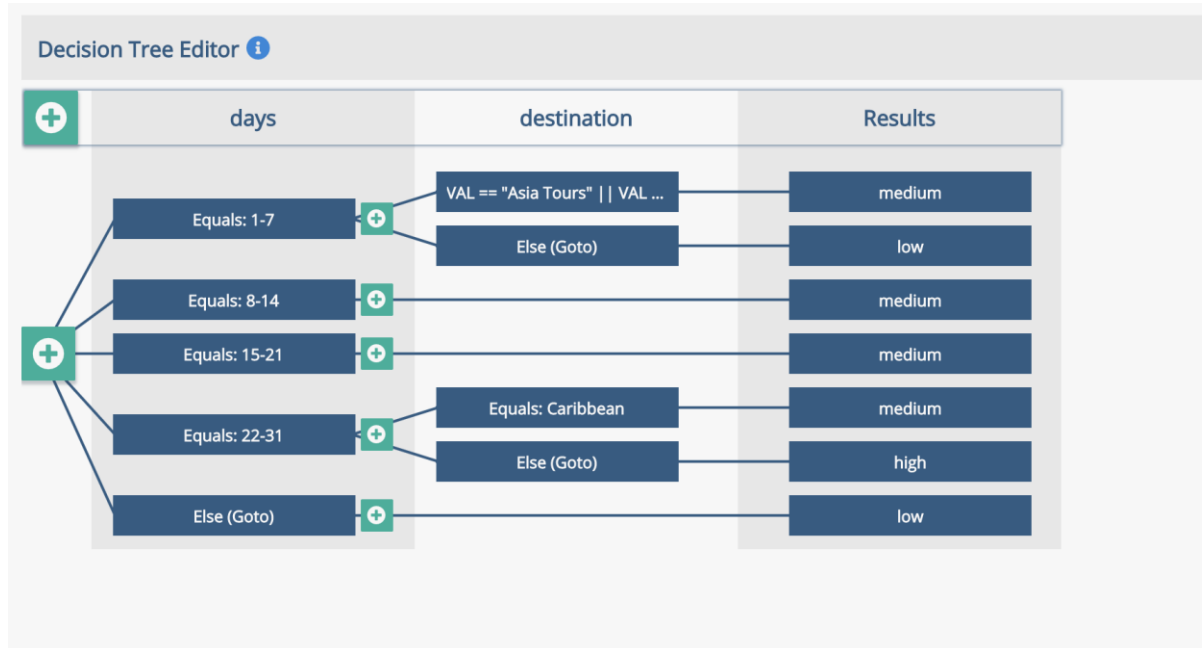 Decision Tree Editor
days destination Results
VAL == "Asia Tours" || VAL ... medium
Equals: 1-7
Else (Goto) low
Equals: 8-14 medium
Equals: 15-21 medium
Equals: Caribbean medium
Equals: 22-31
Else (Goto) high
Else (Goto) low